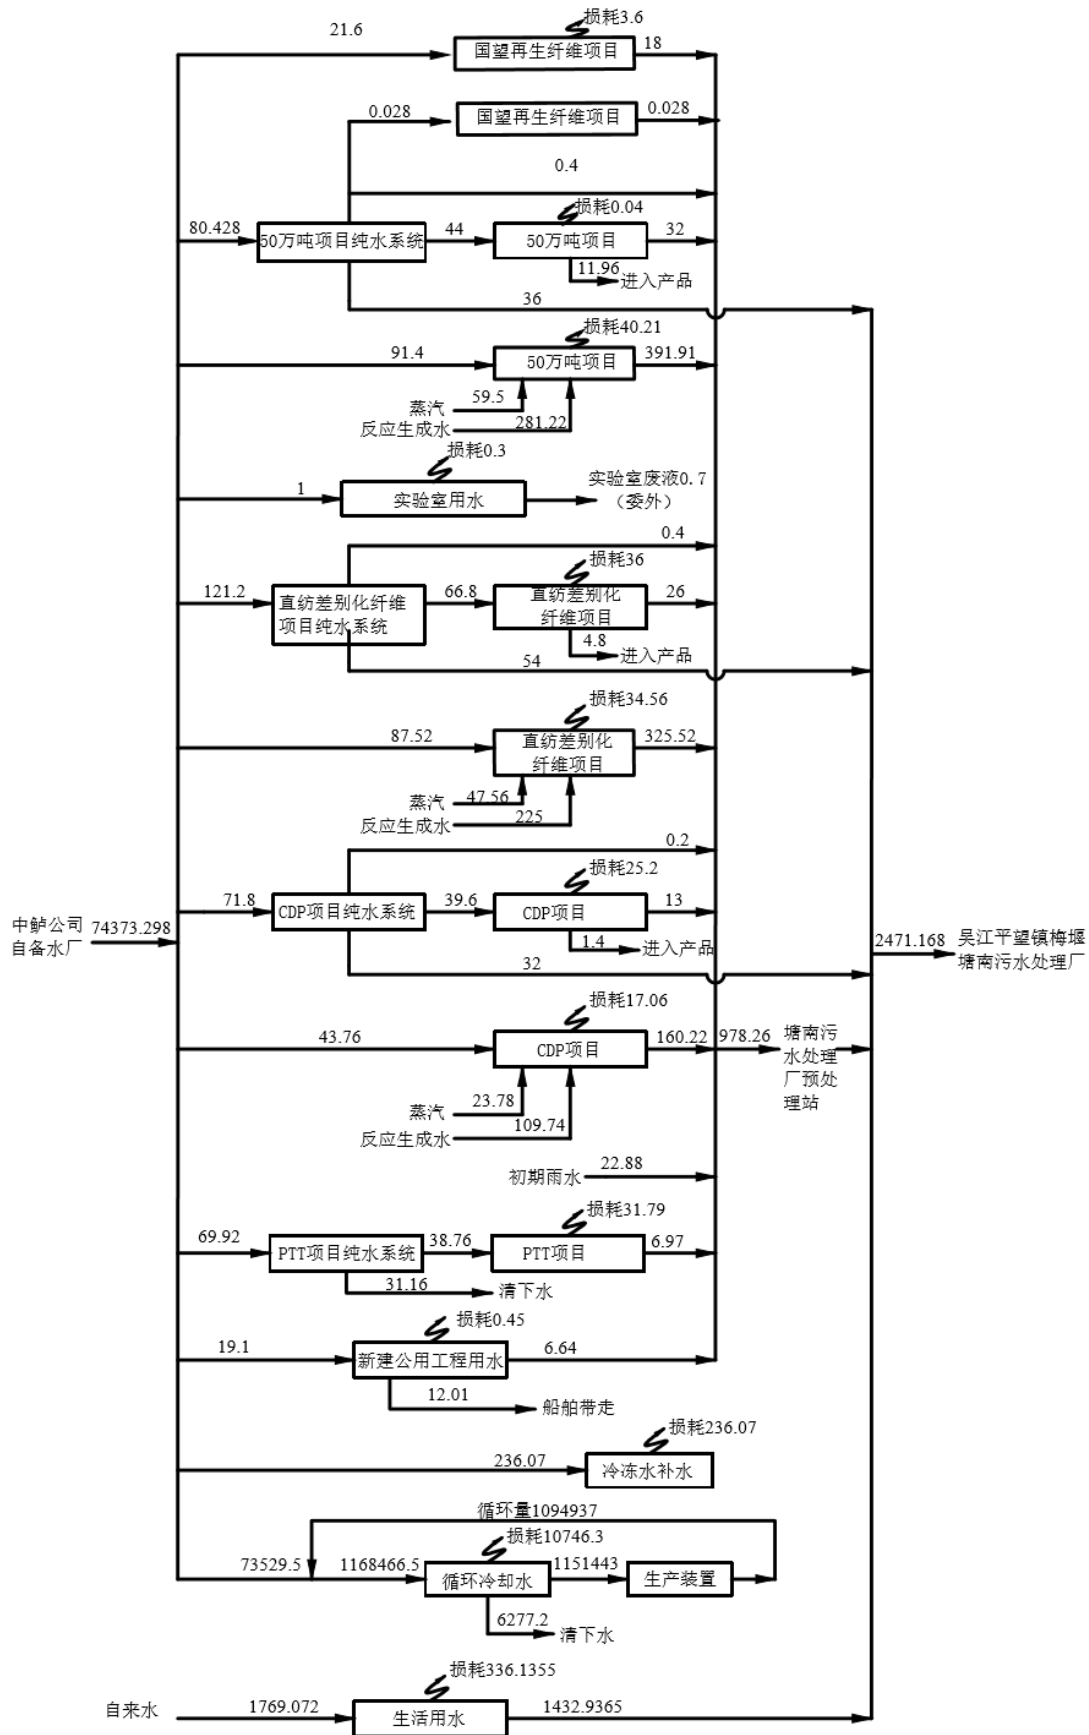 损耗3.6
21.6
国望再生纤维项目
18
0.028
国望再生纤维项目
0.028
0.4
损耗0.04
80.428
50万吨项目纯水系统
44
50万吨项目
32
11.96
进入产品
36
损耗40.21
91.4
50万吨项目
391.91
蒸汽
59.5
反应生成水
281.22
损耗0.3
1
实验室用水
实验室废液0.7
（委外）
0.4
损耗36
121.2
直纺差别化纤维
项目纯水系统
66.8
直纺差别化
纤维项目
26
4.8
进入产品
54
损耗34.56
87.52
直纺差别化
纤维项目
325.52
蒸汽
47.56
反应生成水
225
0.2
损耗25.2
71.8
CDP项目纯水系统
39.6
CDP项目
13
1.4
进入产品
32
中鲈公司
自备水厂
74373.298
2471.168
吴江平望镇梅堰
塘南污水处理厂
损耗17.06
43.76
CDP项目
160.22
978.26
塘南污
水处理
厂预处
理站
蒸汽
23.78
反应生成水
109.74
初期雨水
22.88
损耗31.79
69.92
PTT项目纯水系统
38.76
PTT项目
6.97
31.16
清下水
损耗0.45
19.1
新建公用工程用水
6.64
12.01
船舶带走
损耗236.07
236.07
冷冻水补水
循环量1094937
损耗10746.3
73529.5
1168466.5
循环冷却水
1151443
生产装置
6277.2
清下水
损耗336.1355
自来水
1769.072
生活用水
1432.9365